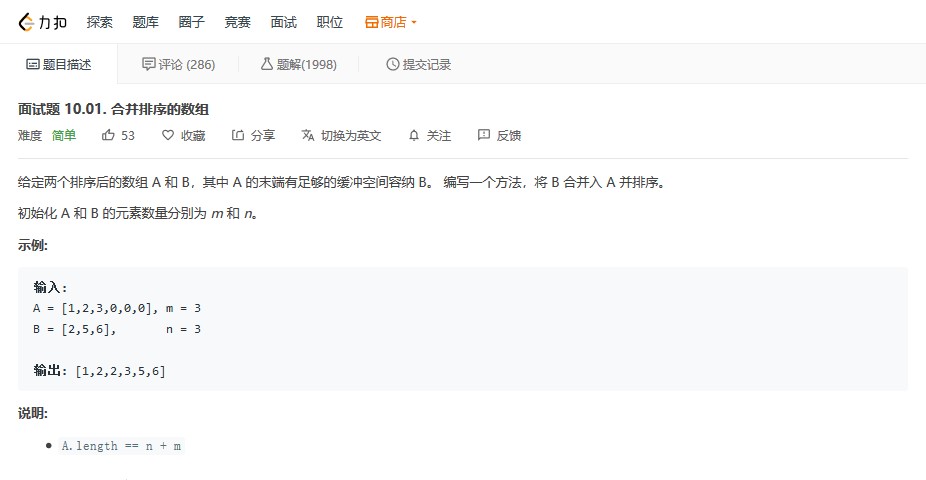 力扣 探索 题库 圈子 竞赛 面试 职位 商店
题目描述 评论 (286) 题解(1998) 提交记录
面试题 10.01. 合并排序的数组
难度 简单 53 收藏 分享 切换为英文 关注 反馈
给定两个排序后的数组 A 和 B，其中 A 的末端有足够的缓冲空间容纳 B。 编写一个方法，将 B 合并入 A 并排序。
初始化 A 和 B 的元素数量分别为 m 和 n。
示例:
输入:
A = [1,2,3,0,0,0], m = 3
B = [2,5,6],       n = 3
输出: [1,2,2,3,5,6]
说明:
A.length == n + m